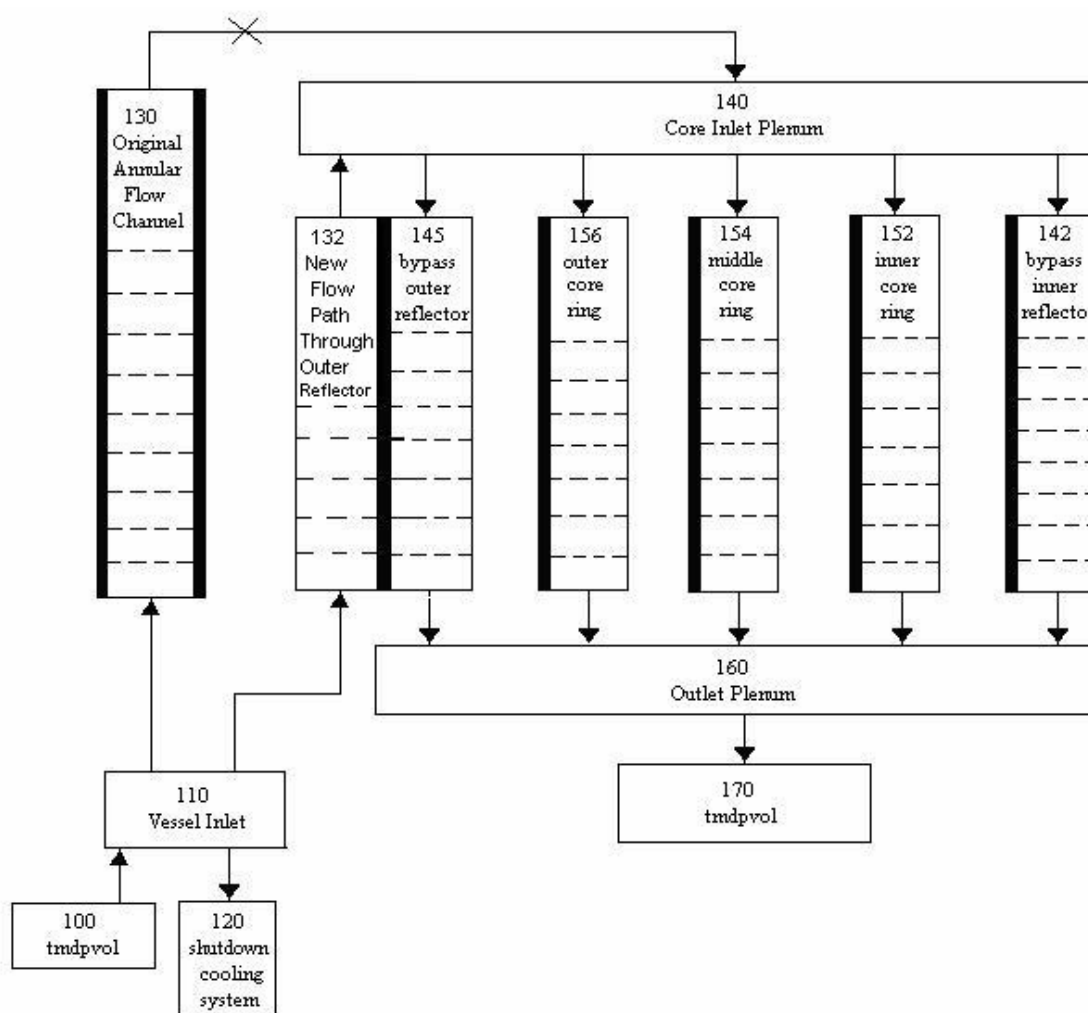 130
Original
Annular
Flow
Channel
140
Core Inlet Plenum
132
New
Flow
Path
Through
Outer
Reflector
145
bypass
outer
reflector
156
outer
core
ring
154
middle
core
ring
152
inner
core
ring
142
bypass
inner
reflecto
160
Outlet Plenum
170
tmdpvol
110
Vessel Inlet
100
tmdpvol
120
shutdown
cooling
system